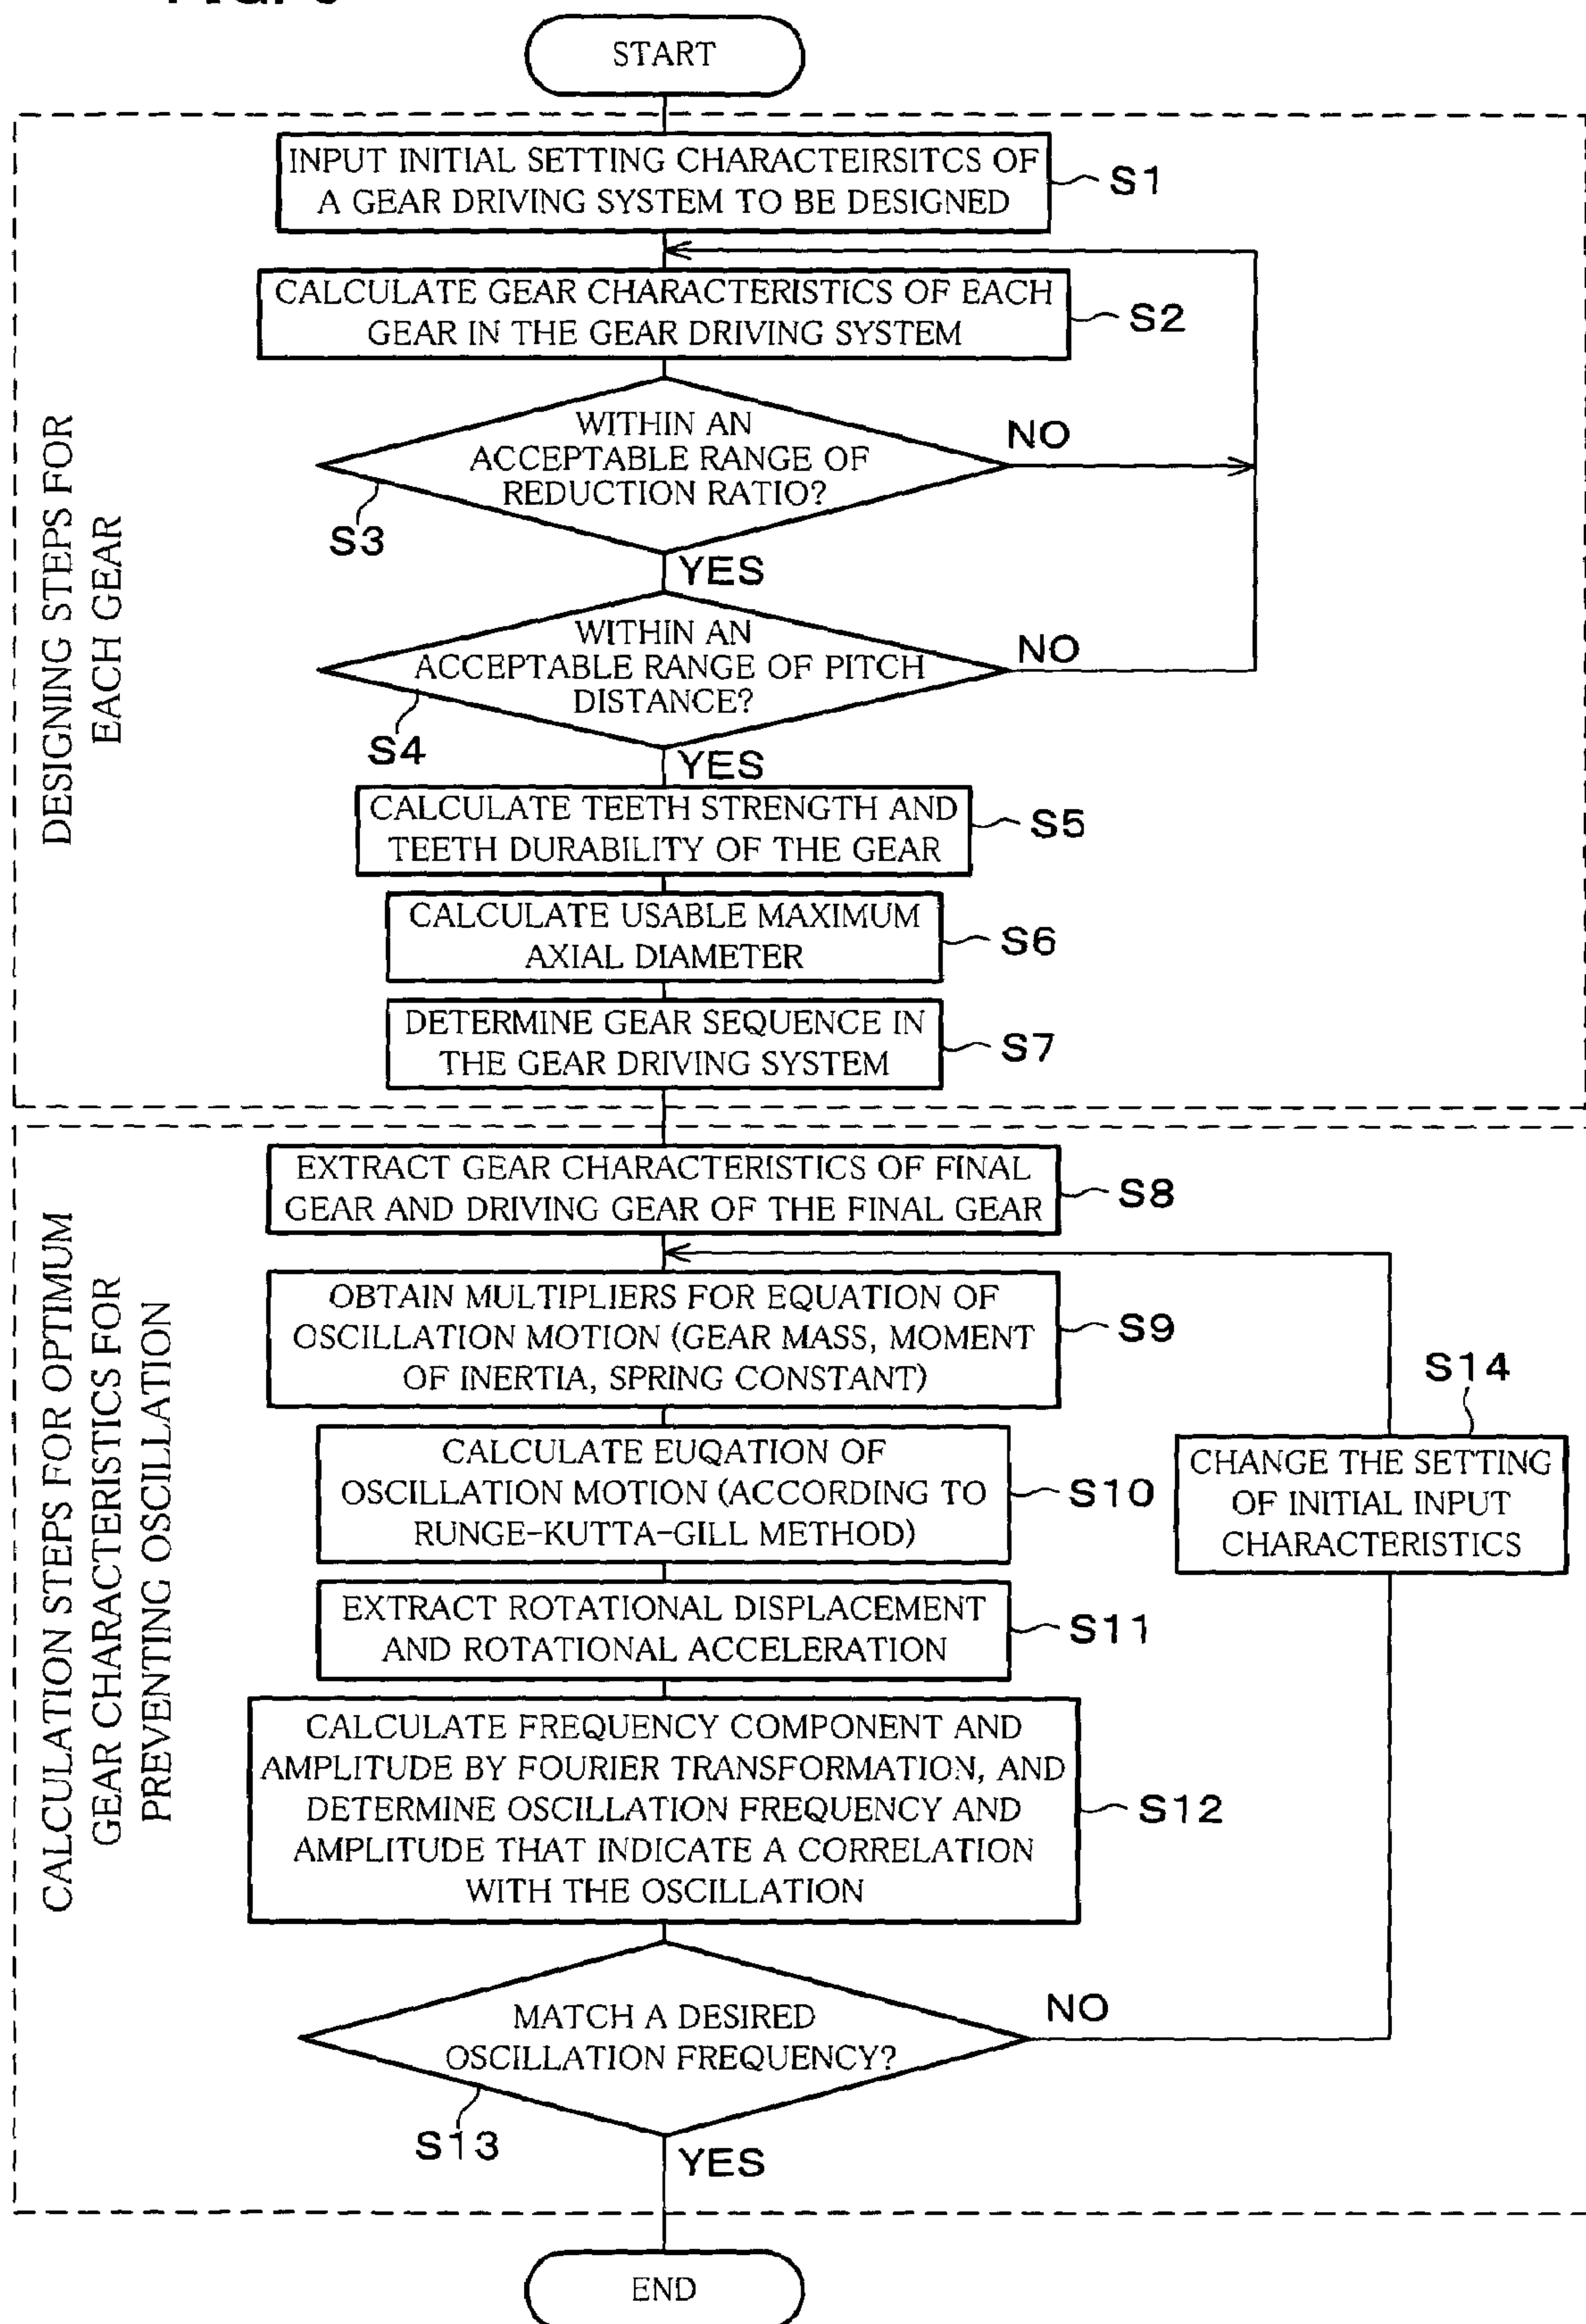 START
INPUT INITIAL SETTING CHARACTEIRSITCS OF
A GEAR DRIVING SYSTEM TO BE DESIGNED
S1
CALCULATE GEAR CHARACTERISTICS OF EACH
GEAR IN THE GEAR DRIVING SYSTEM
S2
WITHIN AN
ACCEPTABLE RANGE OF
REDUCTION RATIO?
NO
S3
YES
WITHIN AN
ACCEPTABLE RANGE OF PITCH
DISTANCE?
NO
S4
YES
CALCULATE TEETH STRENGTH AND
TEETH DURABILITY OF THE GEAR
S5
CALCULATE USABLE MAXIMUM
AXIAL DIAMETER
S6
DETERMINE GEAR SEQUENCE IN
THE GEAR DRIVING SYSTEM
S7
DESIGNING STEPS FOR
EACH GEAR
EXTRACT GEAR CHARACTERISTICS OF FINAL
GEAR AND DRIVING GEAR OF THE FINAL GEAR
S8
OBTAIN MULTIPLIERS FOR EQUATION OF
OSCILLATION MOTION (GEAR MASS, MOMENT
OF INERTIA, SPRING CONSTANT)
S9
CALCULATE EUQATION OF
OSCILLATION MOTION (ACCORDING TO
RUNGE-KUTTA-GILL METHOD)
S10
S14
CHANGE THE SETTING
OF INITIAL INPUT
CHARACTERISTICS
EXTRACT ROTATIONAL DISPLACEMENT
AND ROTATIONAL ACCELERATION
S11
CALCULATE FREQUENCY COMPONENT AND
AMPLITUDE BY FOURIER TRANSFORMATION, AND
DETERMINE OSCILLATION FREQUENCY AND
AMPLITUDE THAT INDICATE A CORRELATION
WITH THE OSCILLATION
S12
MATCH A DESIRED
OSCILLATION FREQUENCY?
NO
S13
YES
CALCULATION STEPS FOR OPTIMUM
GEAR CHARACTERISTICS FOR
PREVENTING OSCILLATION
END